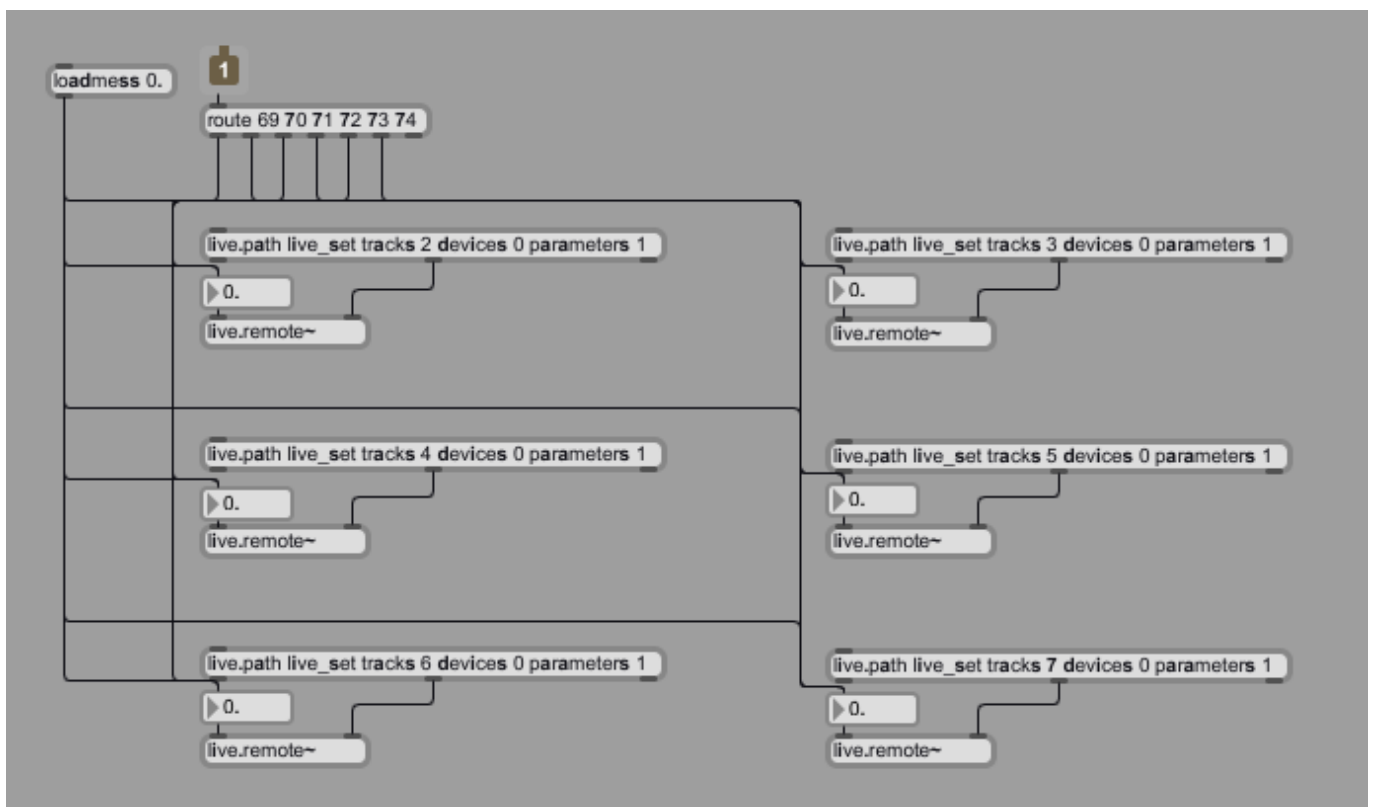 loadmess 0.
1
route 69 70 71 72 73 74
live.path live_set tracks 2 devices 0 parameters 1
0.
live.remote~
live.path live_set tracks 3 devices 0 parameters 1
0.
live.remote~
live.path live_set tracks 4 devices 0 parameters 1
0.
live.remote~
live.path live_set tracks 5 devices 0 parameters 1
0.
live.remote~
live.path live_set tracks 6 devices 0 parameters 1
0.
live.remote~
live.path live_set tracks 7 devices 0 parameters 1
0.
live.remote~